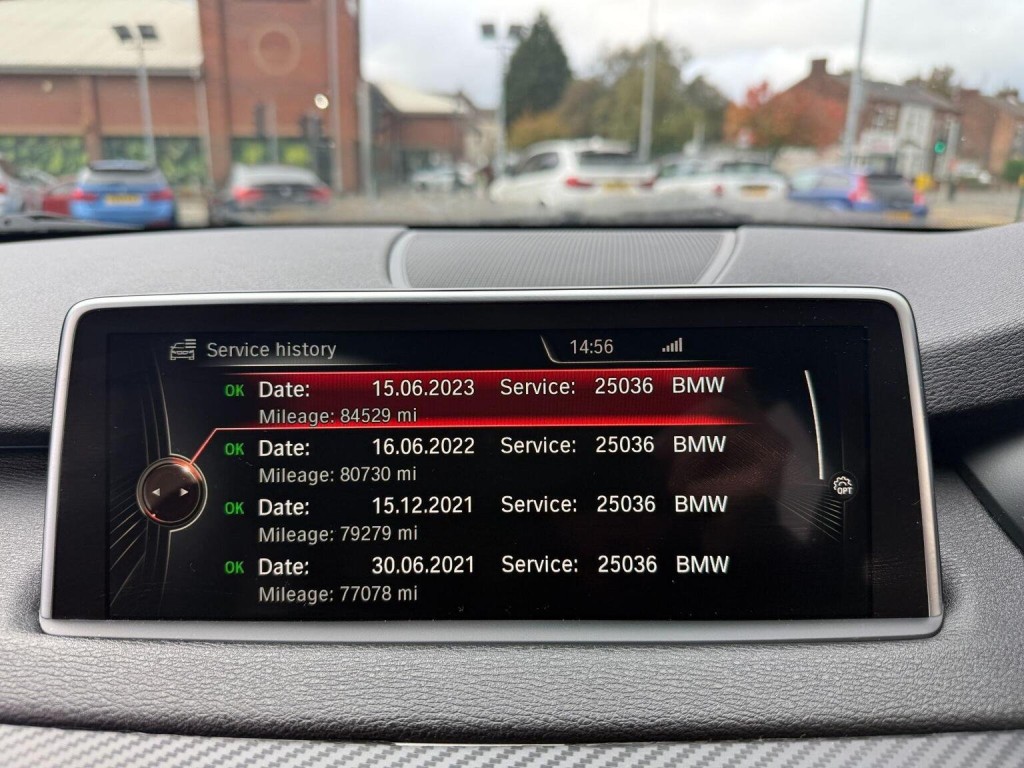 Service history 14:56
OK Date: 15.06.2023 Service: 25036 BMW
Mileage: 84529 mi
OK Date: 16.06.2022 Service: 25036 BMW
Mileage: 80730 mi
OPT
OK Date: 15.12.2021 Service: 25036 BMW
Mileage: 79279 mi
OK Date: 30.06.2021 Service: 25036 BMW
Mileage: 77078 mi